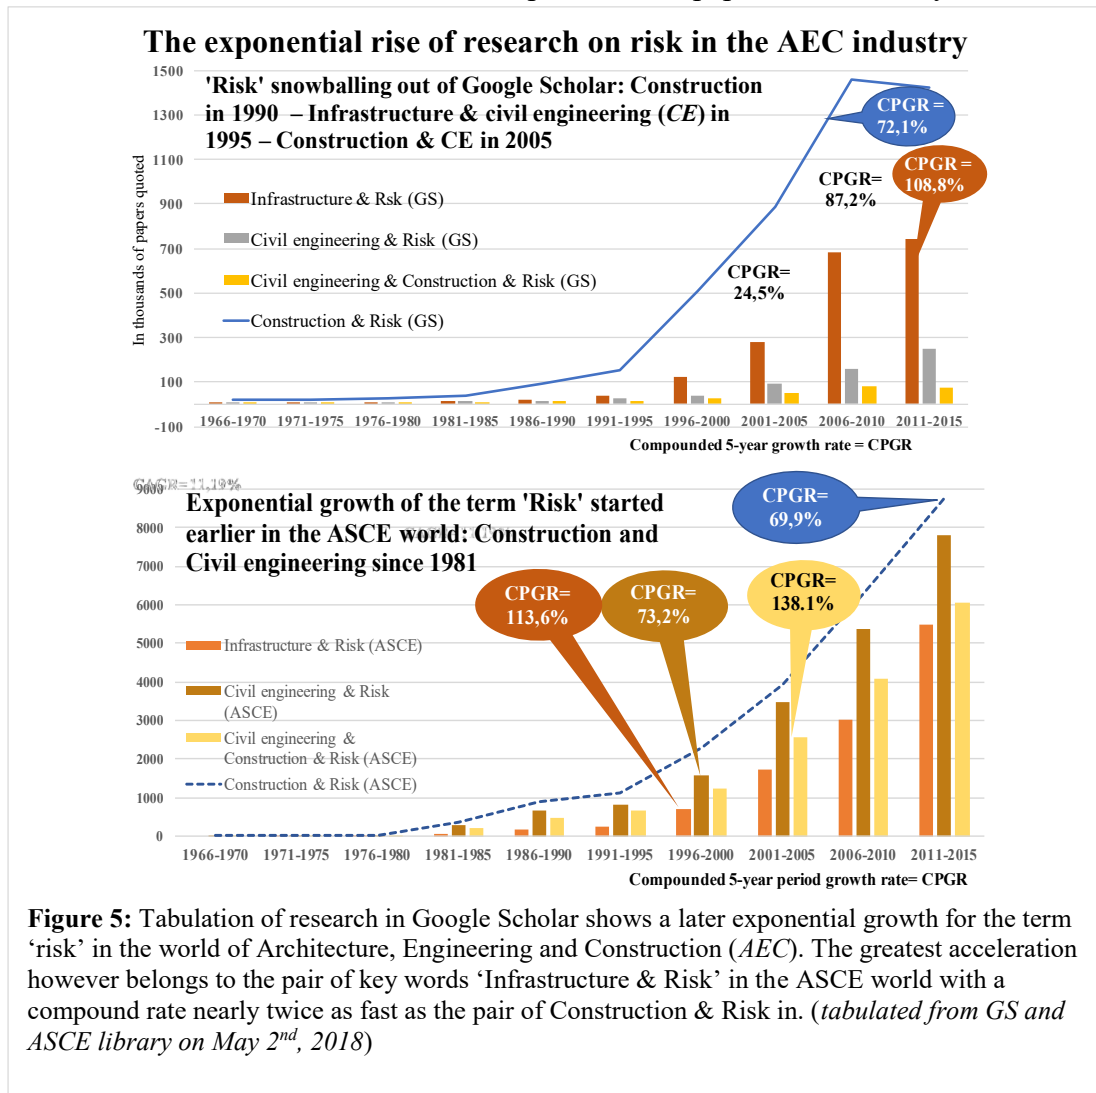 The exponential rise of research on risk in the AEC industry
1500
1300
1100
900
700
500
300
100
-100
In thousands of papers quoted
'Risk' snowballing out of Google Scholar: Construction
in 1990 – Infrastructure & civil engineering (CE) in
1995 – Construction & CE in 2005
Infrastructure & Rsk (GS)
Civil engineering & Risk (GS)
Civil engineering & Construction & Risk (GS)
Construction & Risk (GS)
CPGR=
24,5%
CPGR=
87,2%
CPGR =
72,1%
CPGR =
108,8%
1966-1970 1971-1975 1976-1980 1981-1985 1986-1990 1991-1995 1996-2000 2001-2005 2006-2010 2011-2015
Compounded 5-year growth rate = CPGR
9000
8000
7000
6000
5000
4000
3000
2000
1000
0
Exponential growth of the term 'Risk' started
earlier in the ASCE world: Construction and
Civil engineering since 1981
CPGR=
113,6%
CPGR=
73,2%
CPGR=
69,9%
CPGR=
138.1%
Infrastructure & Risk (ASCE)
Civil engineering & Risk
(ASCE)
Civil engineering &
Construction & Risk (ASCE)
Construction & Risk (ASCE)
1966-1970 1971-1975 1976-1980 1981-1985 1986-1990 1991-1995 1996-2000 2001-2005 2006-2010 2011-2015
Compounded 5-year period growth rate= CPGR
Figure 5: Tabulation of research in Google Scholar shows a later exponential growth for the term
‘risk’ in the world of Architecture, Engineering and Construction (AEC). The greatest acceleration
however belongs to the pair of key words ‘Infrastructure & Risk’ in the ASCE world with a
compound rate nearly twice as fast as the pair of Construction & Risk in. (tabulated from GS and
ASCE library on May 2nd, 2018)